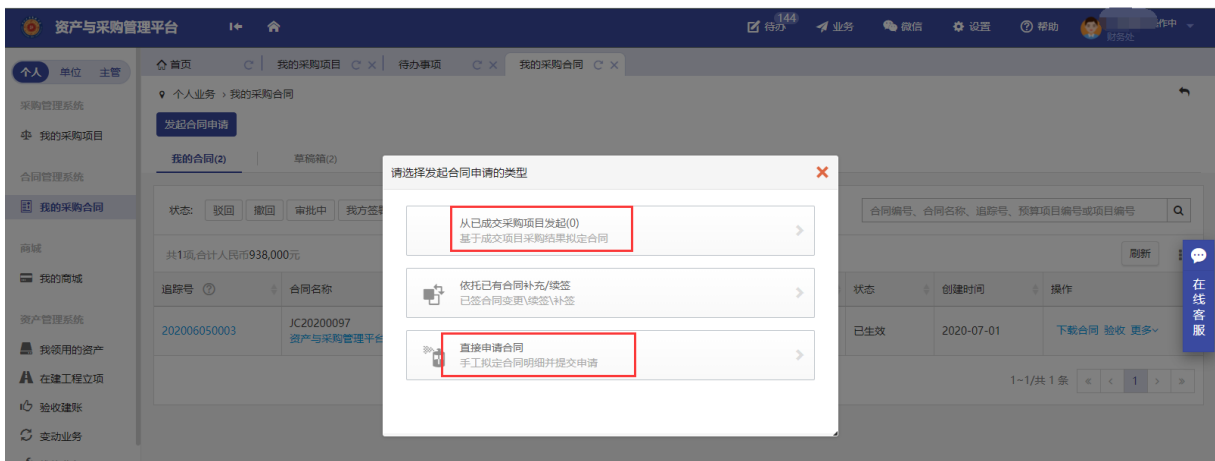 资产与采购管理平台
144
待办
业务
微信
设置
帮助
作中
财务处
个人 单位 主管
首页
我的采购项目
待办事项
我的采购合同
采购管理系统
我的采购项目
合同管理系统
我的采购合同
商城
我的商城
资产管理系统
我领用的资产
在建工程立项
验收建账
变动业务
个人业务 > 我的采购合同
发起合同申请
我的合同(2)
草稿箱(2)
状态: 驳回 撤回 审批中 我方签
合同编号、合同名称、追踪号、预算项目编号或项目编号
共1项,合计人民币938,000元
刷新
追踪号
合同名称
状态
创建时间
操作
202006050003
JC20200097
资产与采购管理平台
已生效
2020-07-01
下载合同 验收 更多
1~1/共 1 条 « < 1 > »
请选择发起合同申请的类型
从已成交采购项目发起(0)
基于成交项目采购结果拟定合同
依托已有合同补充/续签
已签合同变更\续签\补签
直接申请合同
手工拟定合同明细并提交申请
在线客服